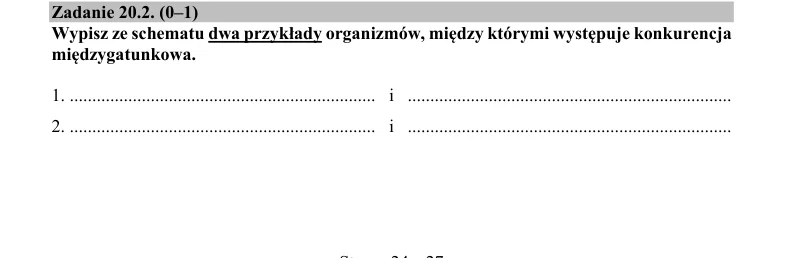 Zadanie 20.2. (0–1)
Wypisz ze schematu dwa przykłady organizmów, między którymi występuje konkurencja
międzygatunkowa.
1. .................................................................... i ........................................................................
2. .................................................................... i ........................................................................